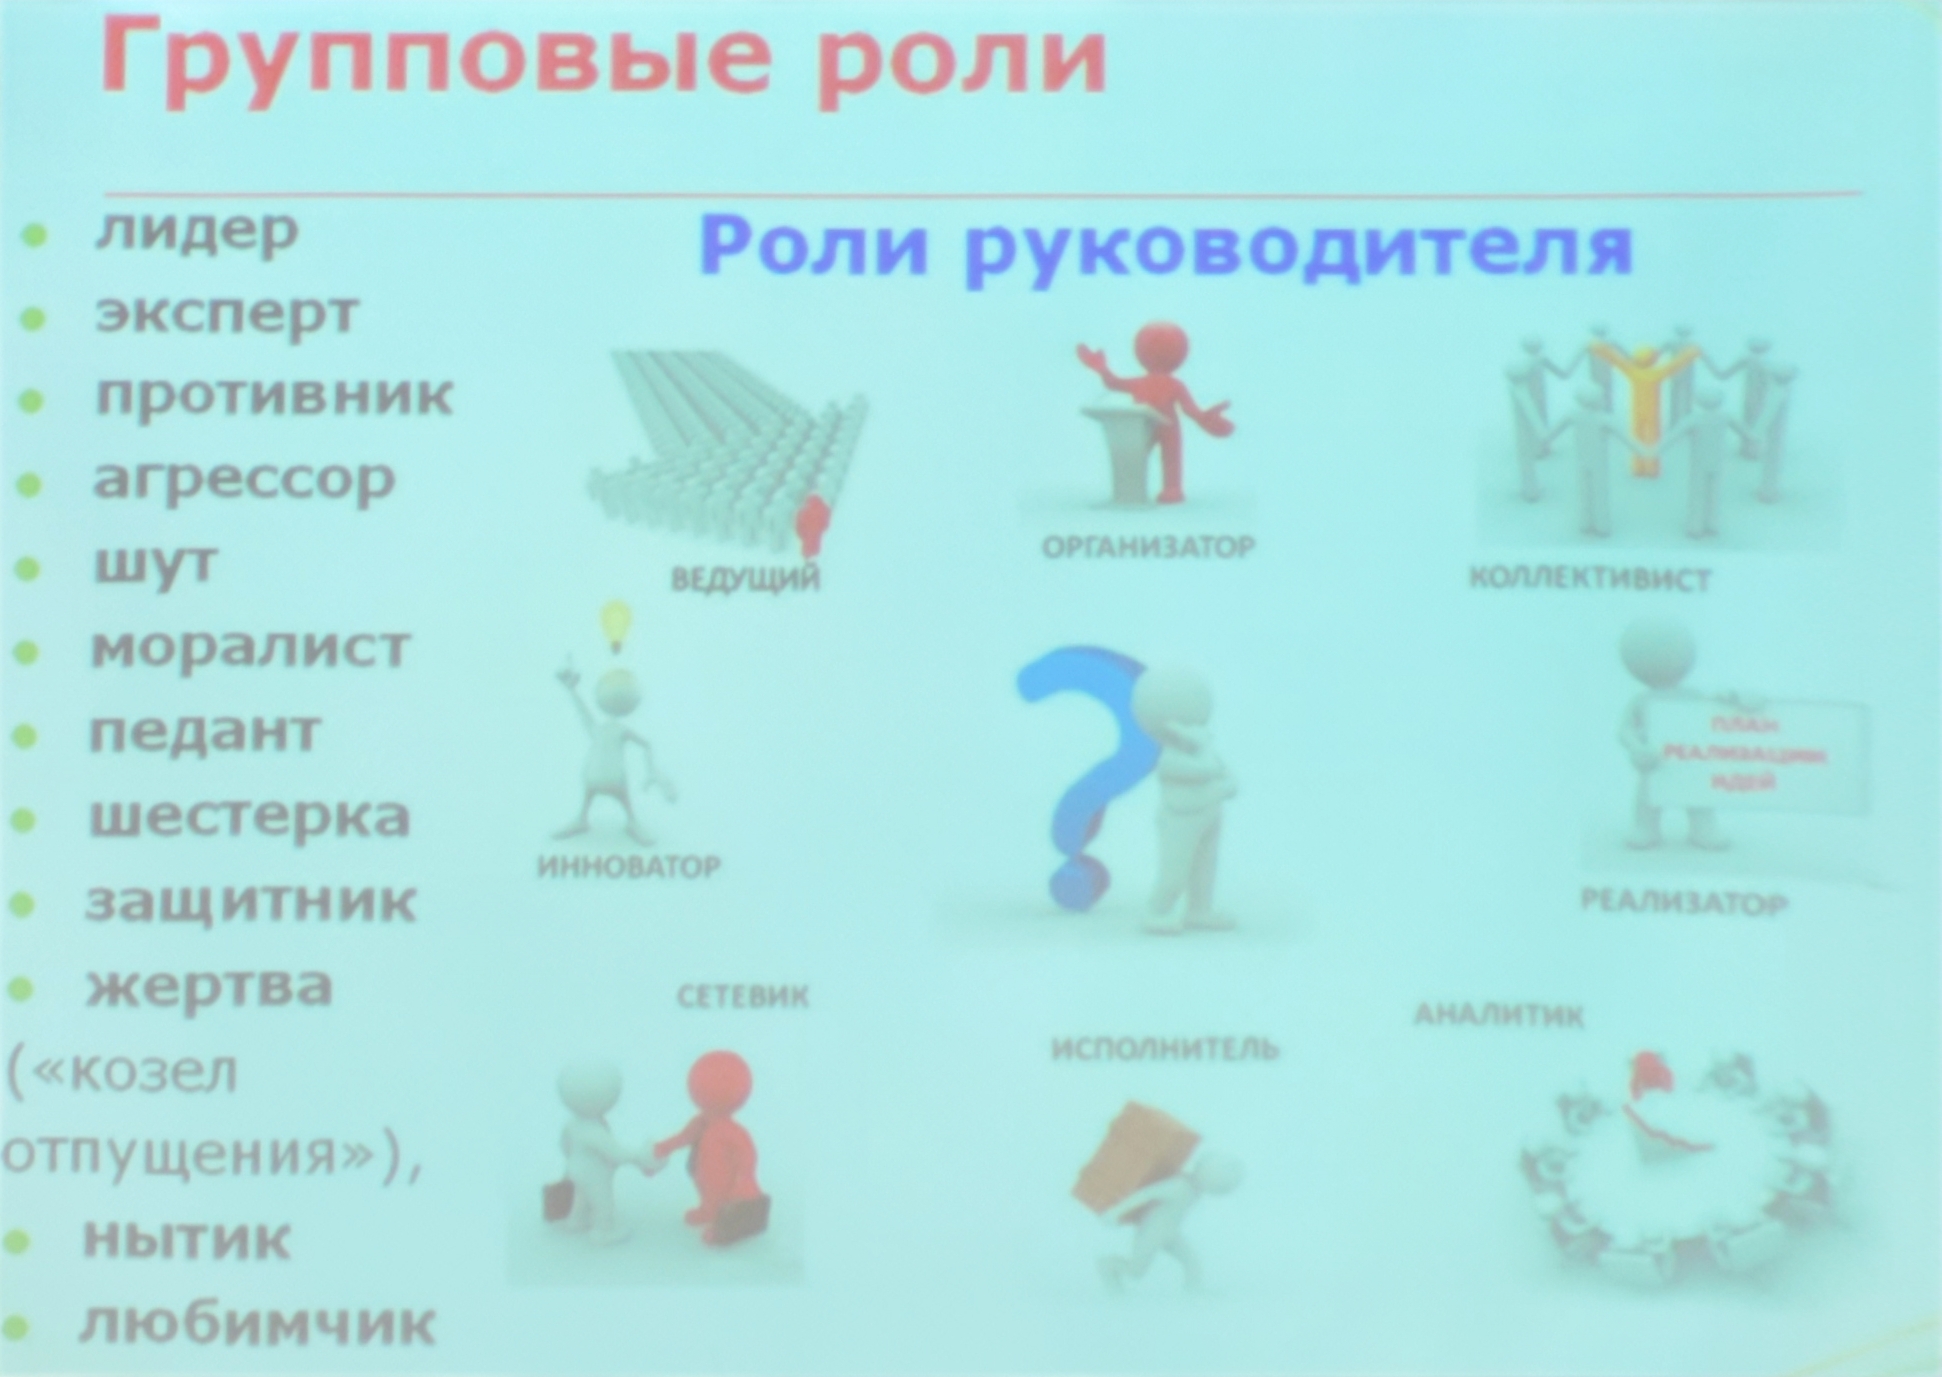 Групповые роли
лидер
эксперт
противник
агрессор
шут
моралист
педант
шестерка
защитник
жертва
(«козел
отпущения»),
нытик
любимчик
Роли руководителя
ВЕДУЩИЙ
ОРГАНИЗАТОР
КОЛЛЕКТИВИСТ
ИННОВАТОР
ПЛАН
РЕАЛИЗАЦИИ
ИДЕЙ
РЕАЛИЗАТОР
СЕТЕВИК
ИСПОЛНИТЕЛЬ
АНАЛИТИК